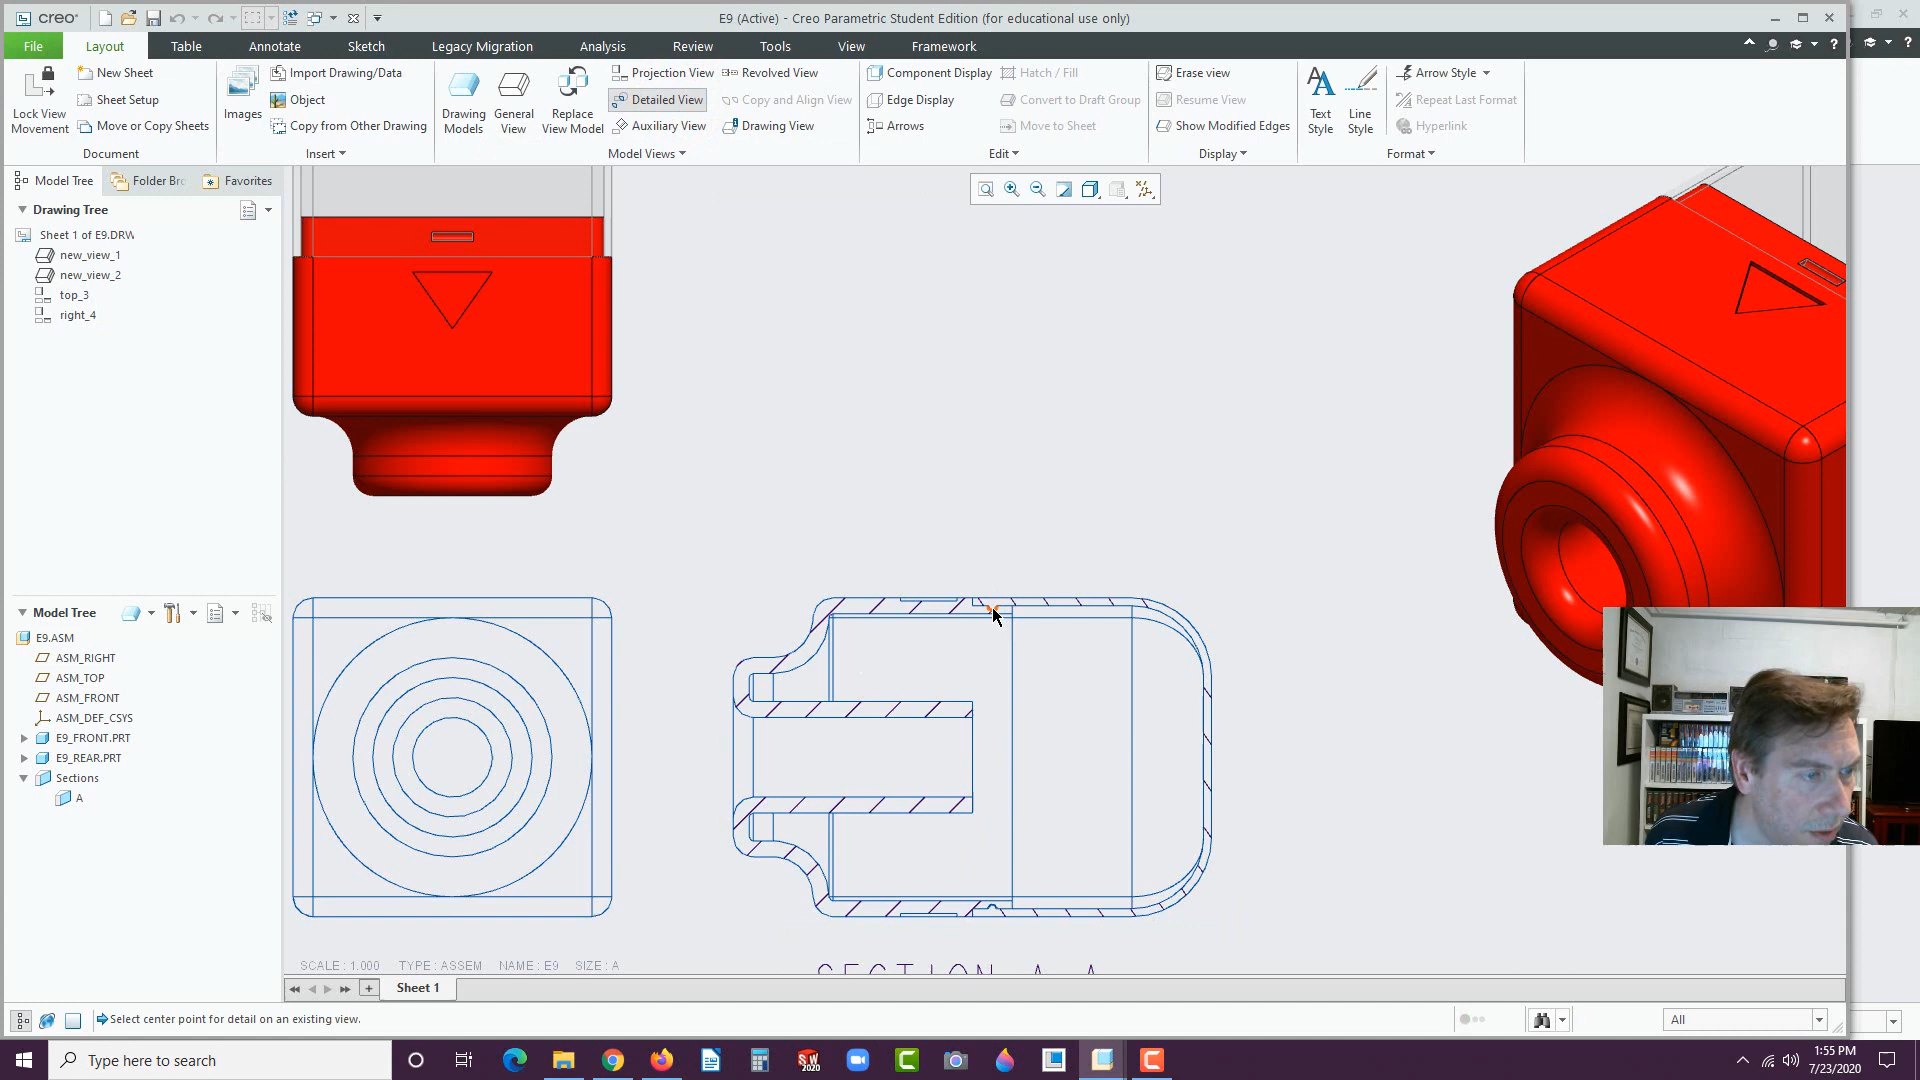 creo
E9 (Active) - Creo Parametric Student Edition (for educational use only)
File
Layout
Table
Annotate
Sketch
Legacy Migration
Analysis
Review
Tools
View
Framework
Lock View
Movement
New Sheet
Sheet Setup
Move or Copy Sheets
Document
Images
Import Drawing/Data
Object
Copy from Other Drawing
Insert
Drawing
Models
General
View
Replace
View Model
Projection View
Detailed View
Auxiliary View
Revolved View
Copy and Align View
Drawing View
Model Views
Component Display
Edge Display
Arrows
Hatch / Fill
Convert to Draft Group
Move to Sheet
Edit
Erase view
Resume View
Show Modified Edges
Display
Text
Style
Line
Style
Arrow Style
Repeat Last Format
Hyperlink
Format
Model Tree
Folder Brc
Favorites
Drawing Tree
Sheet 1 of E9.DRW
new_view_1
new_view_2
top_3
right_4
Model Tree
E9.ASM
ASM_RIGHT
ASM_TOP
ASM_FRONT
ASM_DEF_CSYS
E9_FRONT.PRT
E9_REAR.PRT
Sections
A
SECTION A-A
SCALE : 1.000 TYPE : ASSEM NAME : E9 SIZE : A
Sheet 1
Select center point for detail on an existing view.
All
Type here to search
SW
2020
1:55 PM
7/23/2020